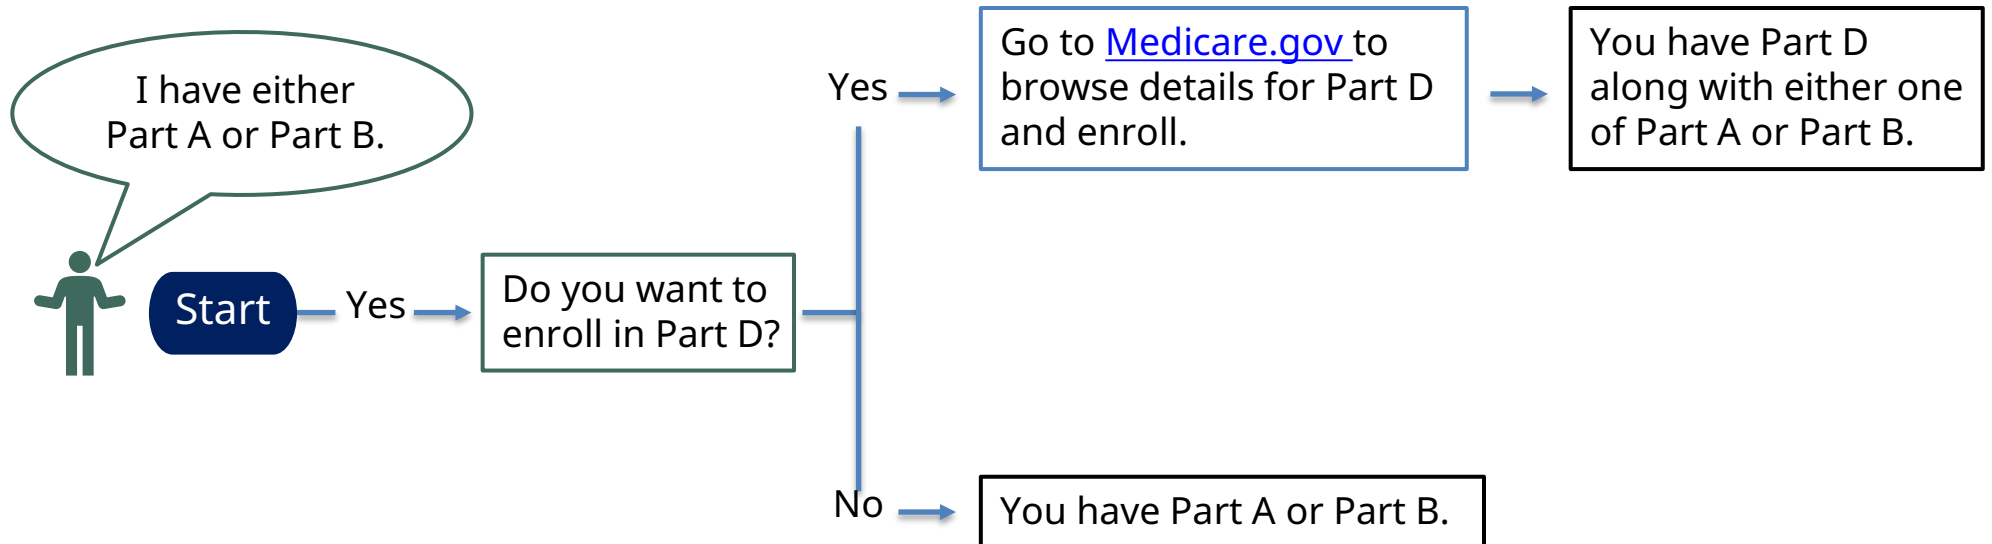 I have either
Part A or Part B.
Start
Yes
Do you want to
enroll in Part D?
Yes
Go to Medicare.gov to
browse details for Part D
and enroll.
You have Part D
along with either one
of Part A or Part B.
No
You have Part A or Part B.